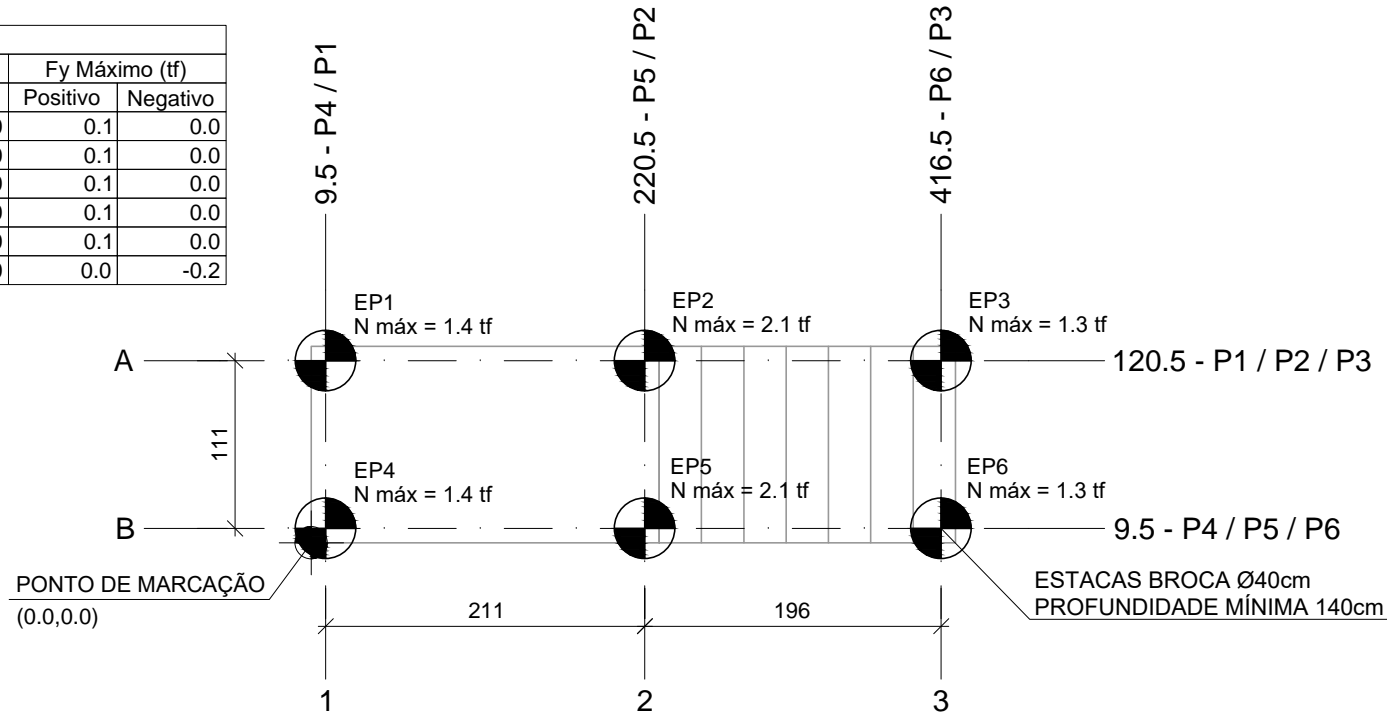 Fy Máximo (tf)
Positivo Negativo
0.1 0.0
0.1 0.0
0.1 0.0
0.1 0.0
0.1 0.0
0.0 -0.2
9.5 - P4 / P1
220.5 - P5 / P2
416.5 - P6 / P3
EP1
N máx = 1.4 tf
EP2
N máx = 2.1 tf
EP3
N máx = 1.3 tf
A
120.5 - P1 / P2 / P3
111
EP4
N máx = 1.4 tf
EP5
N máx = 2.1 tf
EP6
N máx = 1.3 tf
B
9.5 - P4 / P5 / P6
PONTO DE MARCAÇÃO
(0.0,0.0)
ESTACAS BROCA Ø40cm
PROFUNDIDADE MÍNIMA 140cm
211
196
1
2
3